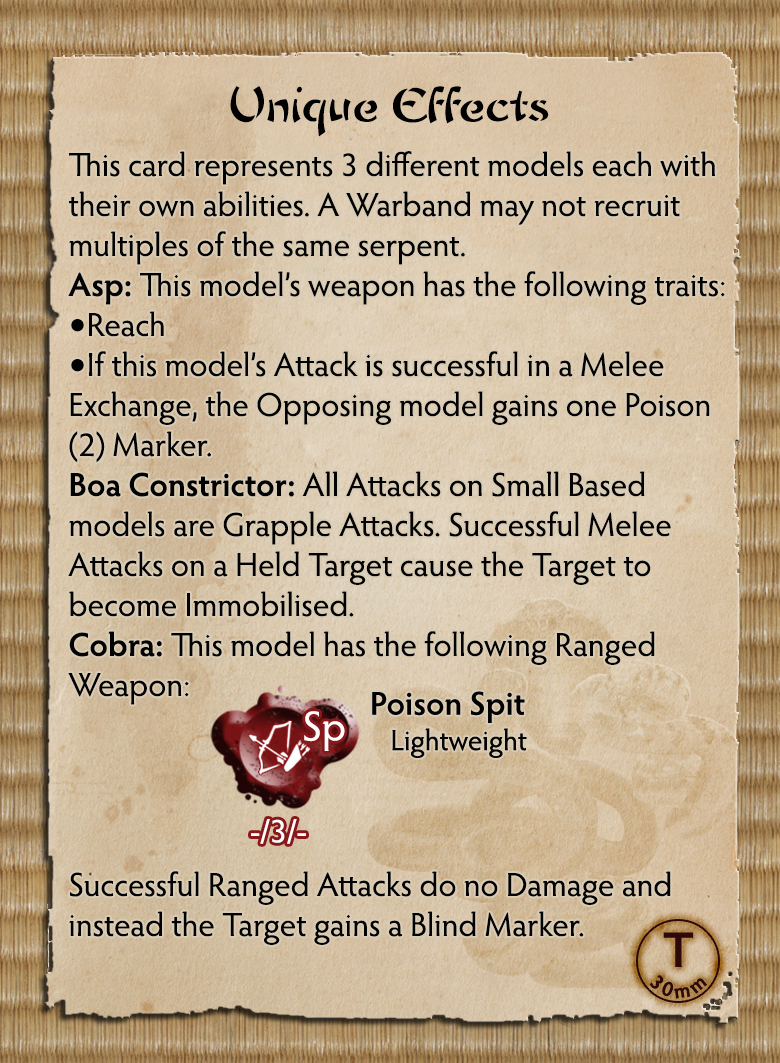 Unique Effects
This card represents 3 different models each with
their own abilities. A Warband may not recruit
multiples of the same serpent.
Asp: This model's weapon has the following traits:
•Reach
•If this model's Attack is successful in a Melee
Exchange, the Opposing model gains one Poison
(2) Marker.
Boa Constrictor: All Attacks on Small Based
models are Grapple Attacks. Successful Melee
Attacks on a Held Target cause the Target to
become Immobilised.
Cobra: This model has the following Ranged
Weapon:
Sp
-/3/-
Poison Spit
Lightweight
Successful Ranged Attacks do no Damage and
instead the Target gains a Blind Marker.
T
30mm